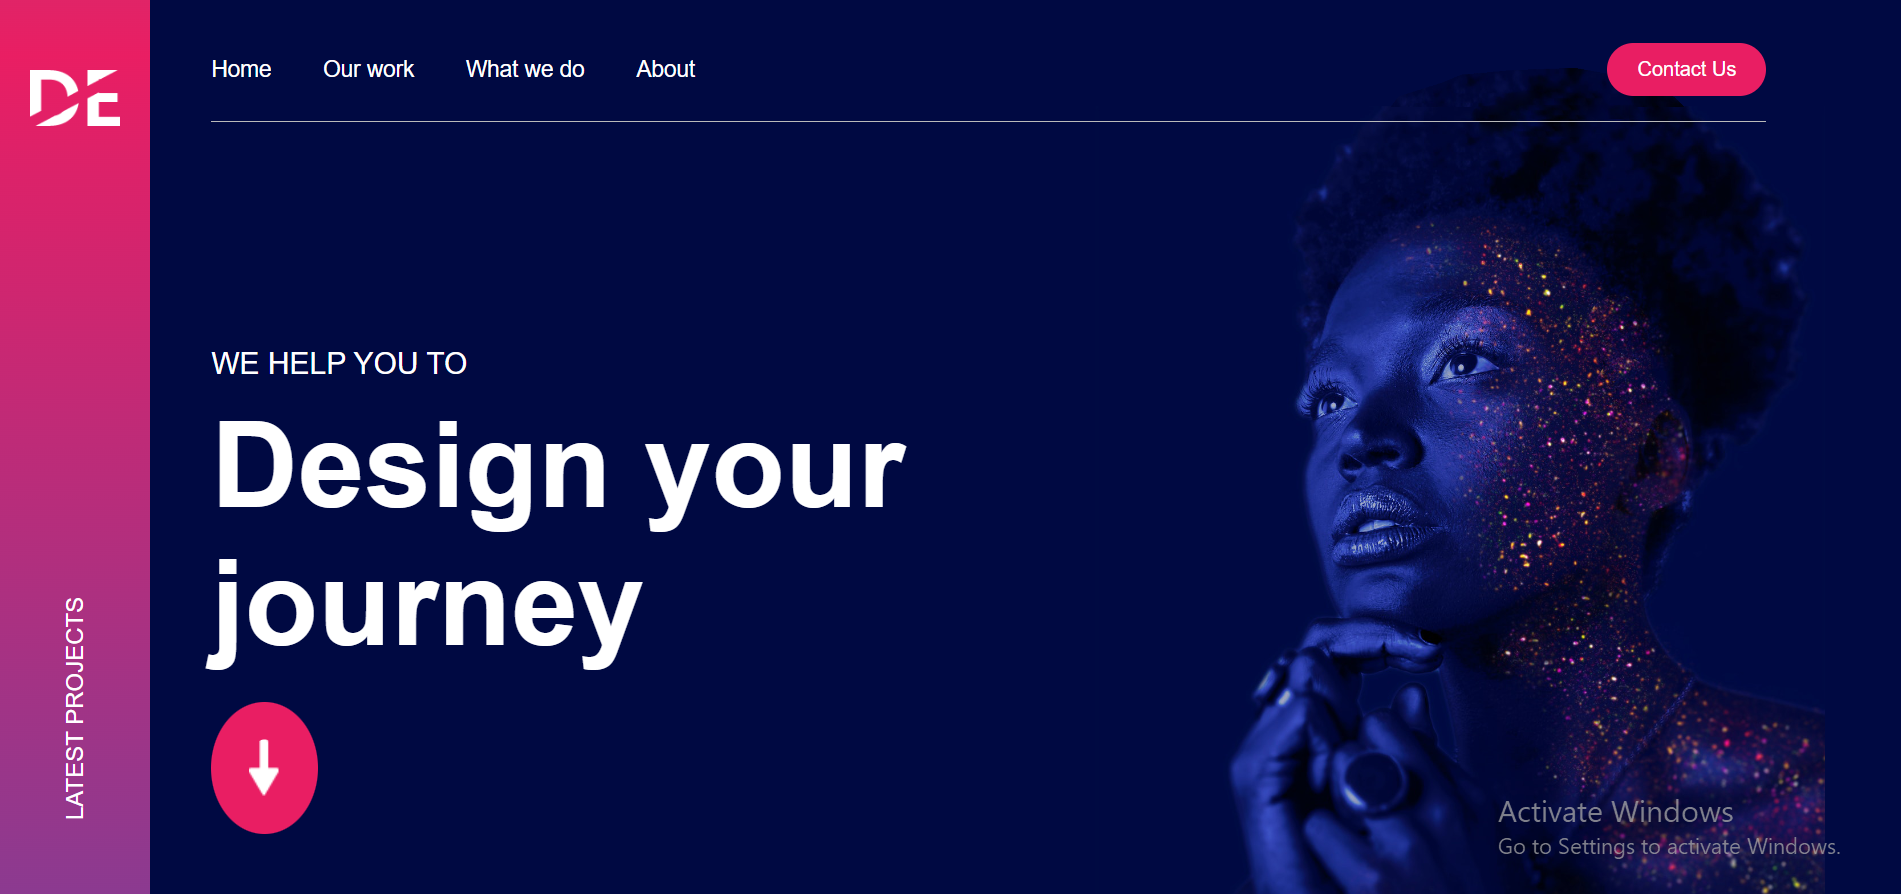 DE
Home
Our work
What we do
About
Contact Us
WE HELP YOU TO
Design your
journey
LATEST PROJECTS
Activate Windows
Go to Settings to activate Windows.